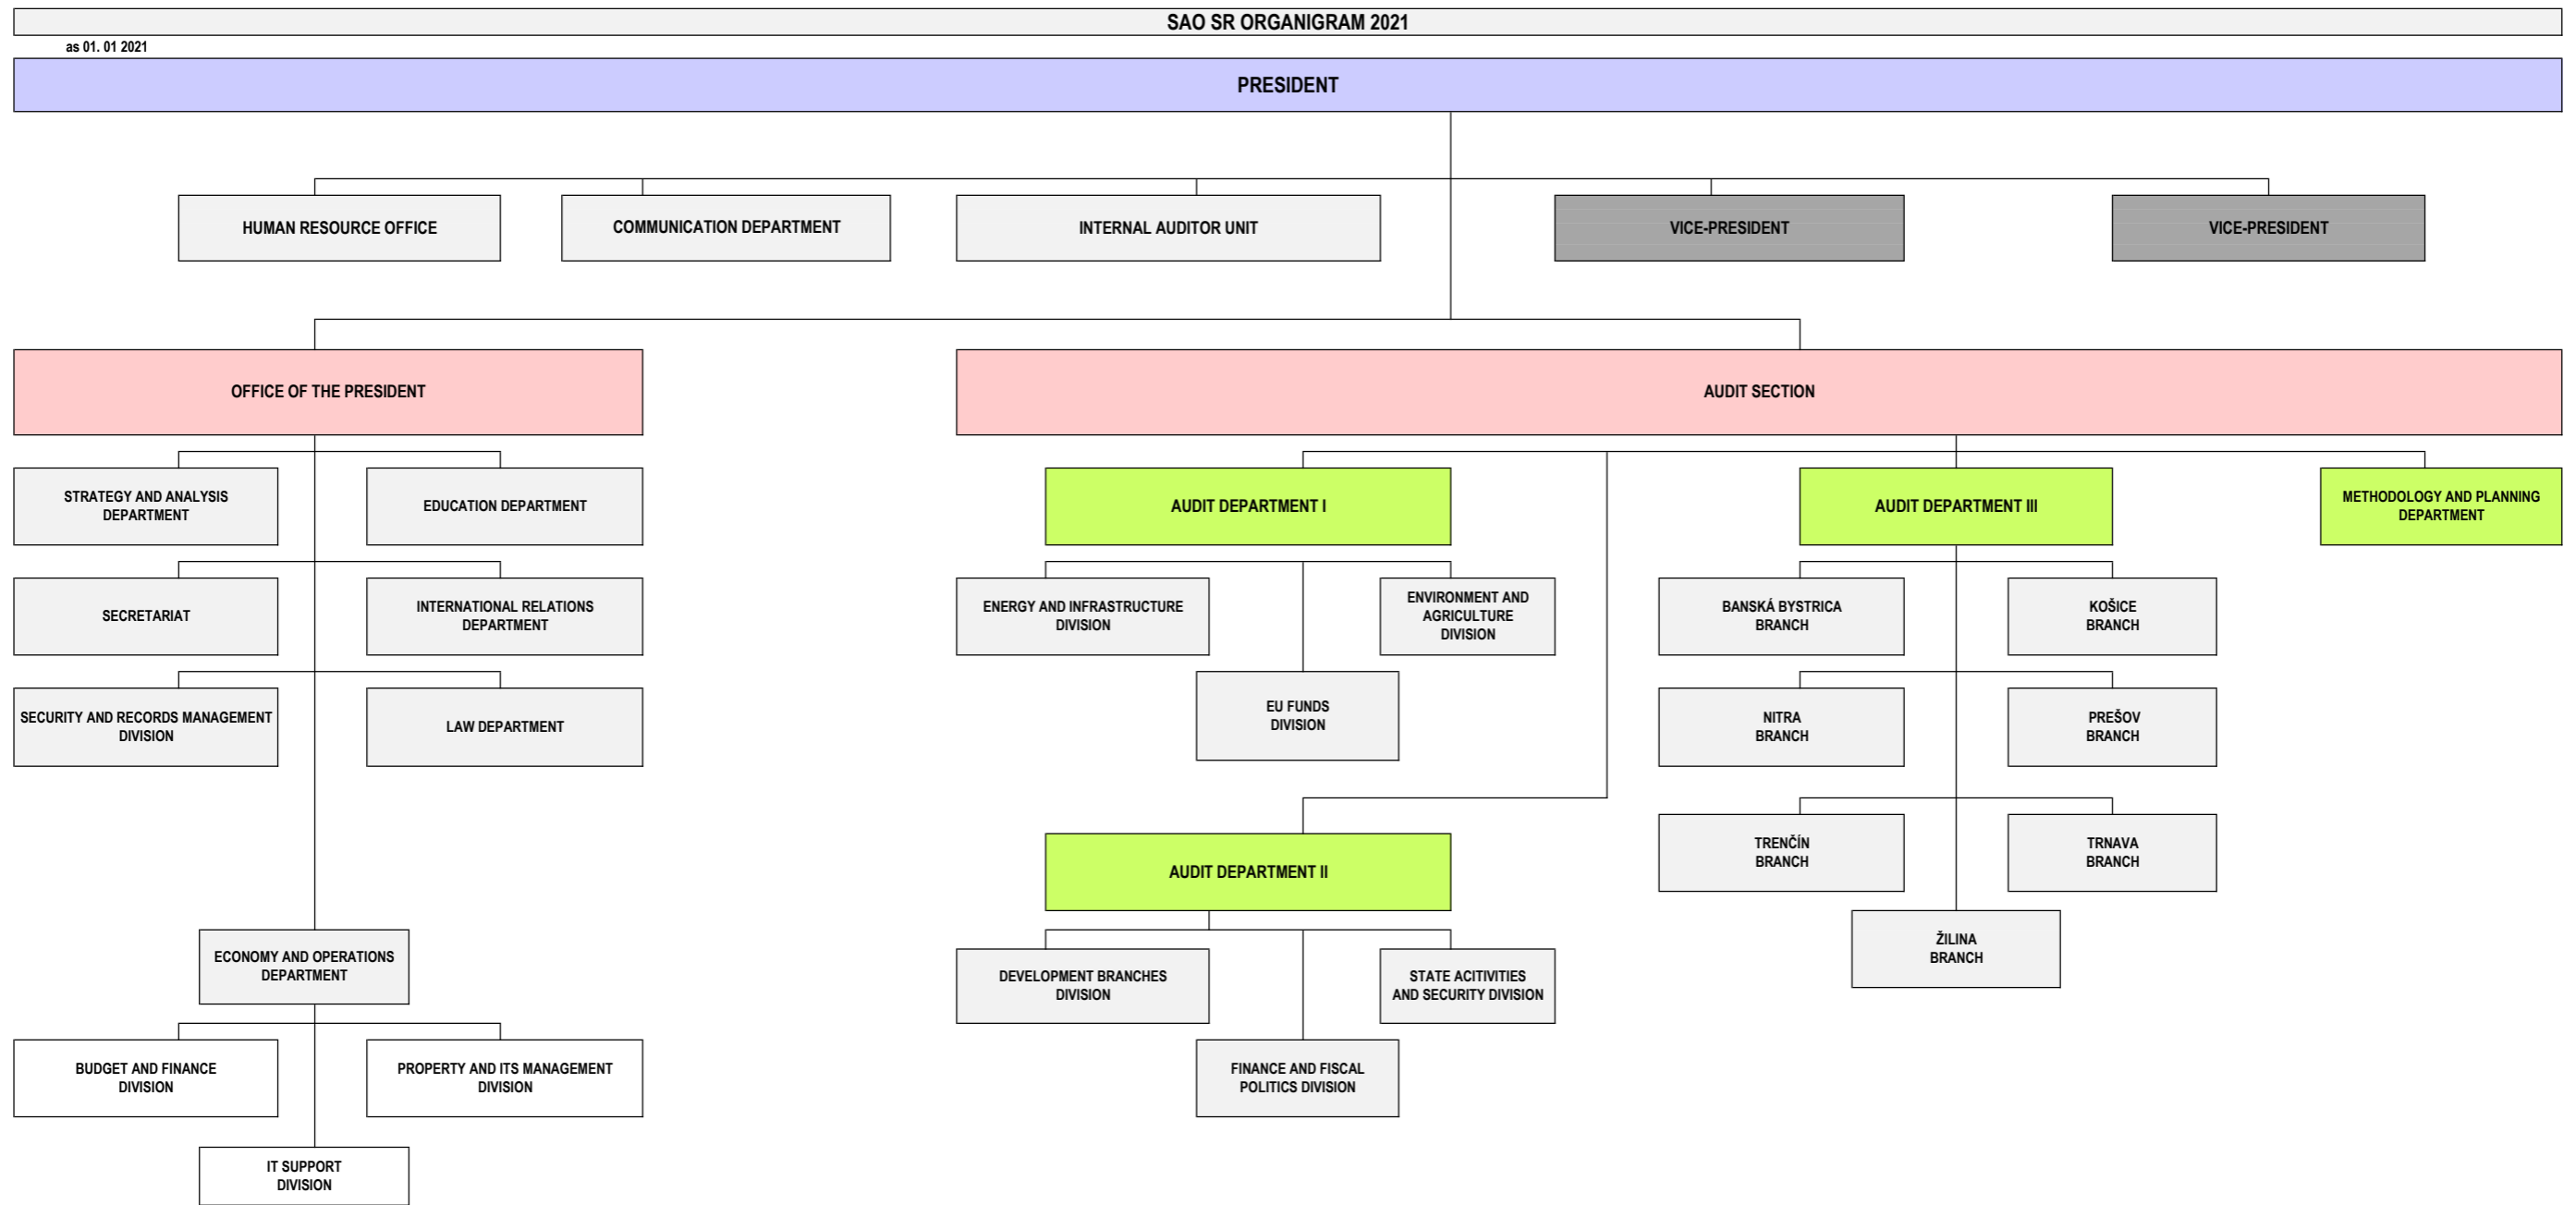 SAO SR ORGANIGRAM 2021
as 01. 01 2021
PRESIDENT
HUMAN RESOURCE OFFICE
COMMUNICATION DEPARTMENT
INTERNAL AUDITOR UNIT
VICE-PRESIDENT
VICE-PRESIDENT
OFFICE OF THE PRESIDENT
AUDIT SECTION
STRATEGY AND ANALYSIS
DEPARTMENT
EDUCATION DEPARTMENT
AUDIT DEPARTMENT I
AUDIT DEPARTMENT III
METHODOLOGY AND PLANNING
DEPARTMENT
SECRETARIAT
INTERNATIONAL RELATIONS
DEPARTMENT
ENERGY AND INFRASTRUCTURE
DIVISION
ENVIRONMENT AND
AGRICULTURE
DIVISION
BANSKÁ BYSTRICA
BRANCH
KOŠICE
BRANCH
SECURITY AND RECORDS MANAGEMENT
DIVISION
LAW DEPARTMENT
EU FUNDS
DIVISION
NITRA
BRANCH
PREŠOV
BRANCH
AUDIT DEPARTMENT II
TRENČÍN
BRANCH
TRNAVA
BRANCH
ECONOMY AND OPERATIONS
DEPARTMENT
DEVELOPMENT BRANCHES
DIVISION
STATE ACITIVITIES
AND SECURITY DIVISION
ŽILINA
BRANCH
BUDGET AND FINANCE
DIVISION
PROPERTY AND ITS MANAGEMENT
DIVISION
FINANCE AND FISCAL
POLITICS DIVISION
IT SUPPORT
DIVISION